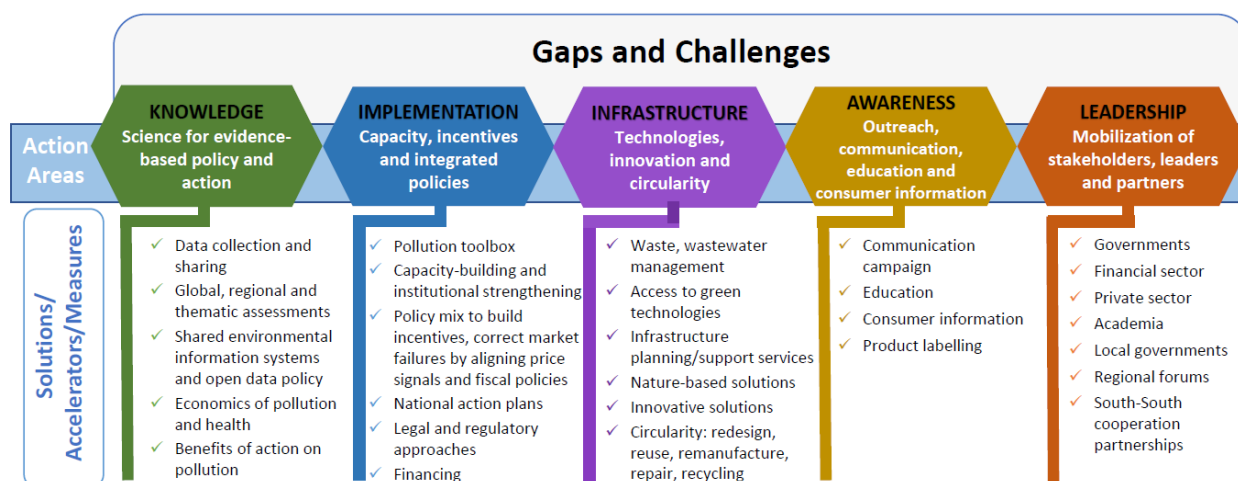 Gaps and Challenges
Action
Areas
KNOWLEDGE
Science for evidence-
based policy and
action
IMPLEMENTATION
Capacity, incentives
and integrated
policies
INFRASTRUCTURE
Technologies,
innovation and
circularity
AWARENESS
Outreach,
communication,
education and
consumer information
LEADERSHIP
Mobilization of
stakeholders, leaders
and partners
Solutions/
Accelerators/Measures
✓ Data collection and
sharing
✓ Global, regional and
thematic assessments
✓ Shared environmental
information systems
and open data policy
✓ Economics of pollution
and health
✓ Benefits of action on
pollution
✓ Pollution toolbox
✓ Capacity-building and
institutional strengthening
✓ Policy mix to build
incentives, correct market
failures by aligning price
signals and fiscal policies
✓ National action plans
✓ Legal and regulatory
approaches
✓ Financing
✓ Waste, wastewater
management
✓ Access to green
technologies
✓ Infrastructure
planning/support services
✓ Nature-based solutions
✓ Innovative solutions
✓ Circularity: redesign,
reuse, remanufacture,
repair, recycling
✓ Communication
campaign
✓ Education
✓ Consumer information
✓ Product labelling
✓ Governments
✓ Financial sector
✓ Private sector
✓ Academia
✓ Local governments
✓ Regional forums
✓ South-South
cooperation
partnerships